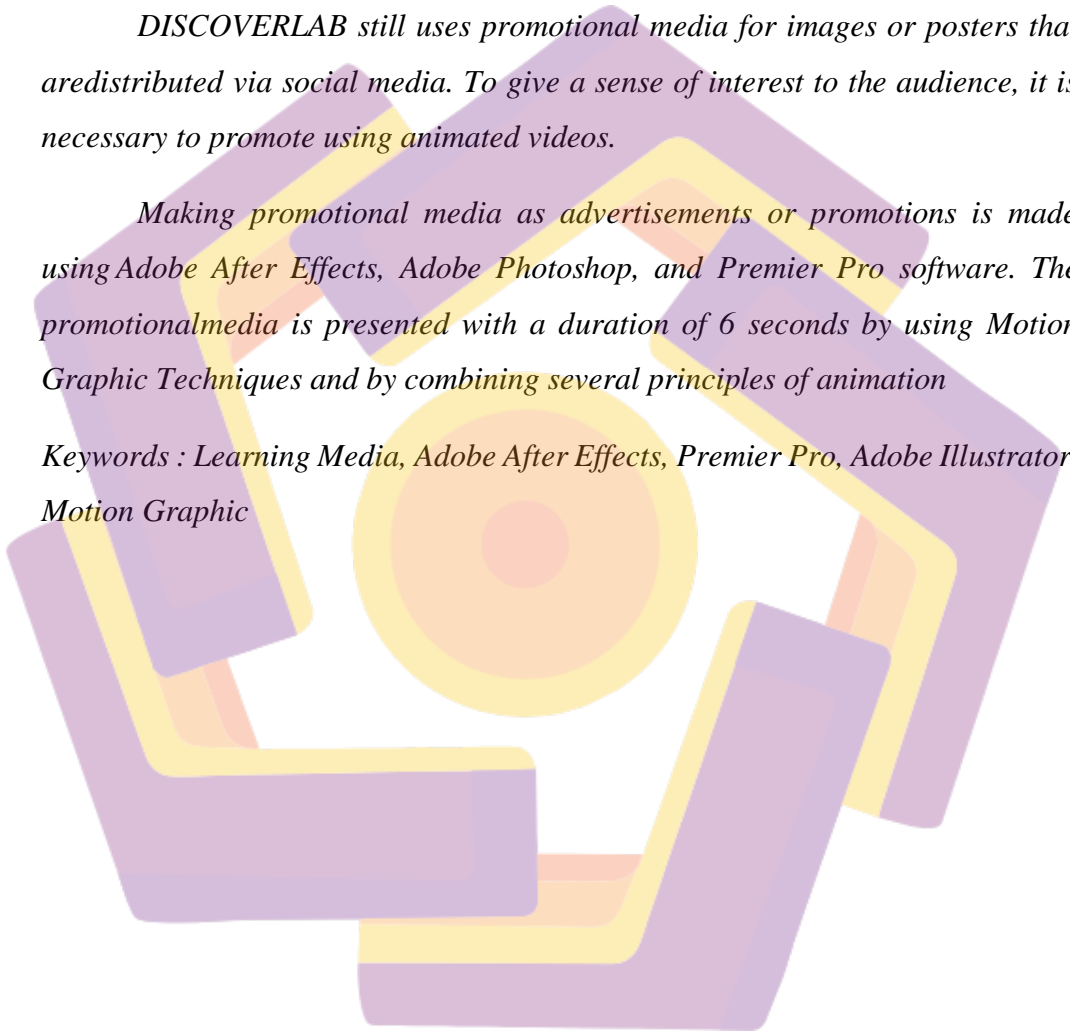 DISCOVERLAB still uses promotional media for images or posters tha
aredistributed via social media. To give a sense of interest to the audience, it is
necessary to promote using animated videos.
Making promotional media as advertisements or promotions is made
using Adobe After Effects, Adobe Photoshop, and Premier Pro software. The
promotionalmedia is presented with a duration of 6 seconds by using Motion
Graphic Techniques and by combining several principles of animation
Keywords : Learning Media, Adobe After Effects, Premier Pro, Adobe Illustrator
Motion Graphic